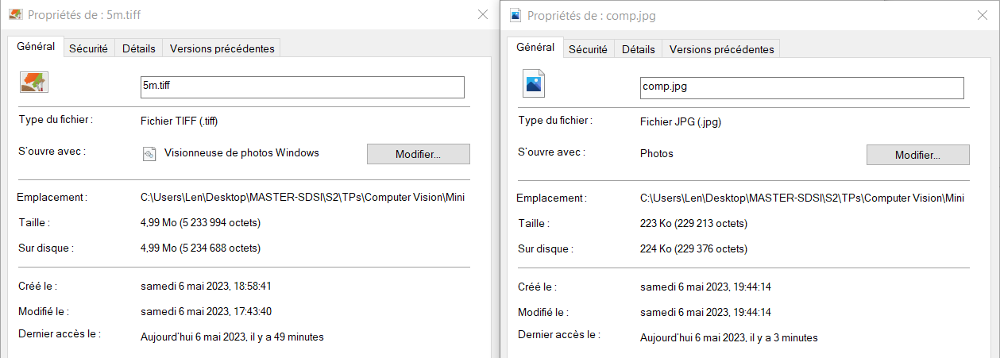 Propriétés de : 5m.tiff
Général Sécurité Détails Versions précédentes
5m.tiff
Type du fichier : Fichier TIFF (.tiff)
S'ouvre avec : Visionneuse de photos Windows Modifier...
Emplacement : C:\Users\Len\Desktop\MASTER-SDSI\S2\TPs\Computer Vision\Mini
Taille : 4,99 Mo (5 233 994 octets)
Sur disque : 4,99 Mo (5 234 688 octets)
Créé le : samedi 6 mai 2023, 18:58:41
Modifié le : samedi 6 mai 2023, 17:43:40
Dernier accès le : Aujourd'hui 6 mai 2023, il y a 49 minutes
Propriétés de : comp.jpg
Général Sécurité Détails Versions précédentes
comp.jpg
Type du fichier : Fichier JPG (.jpg)
S'ouvre avec : Photos Modifier...
Emplacement : C:\Users\Len\Desktop\MASTER-SDSI\S2\TPs\Computer Vision\Mini
Taille : 223 Ko (229 213 octets)
Sur disque : 224 Ko (229 376 octets)
Créé le : samedi 6 mai 2023, 19:44:14
Modifié le : samedi 6 mai 2023, 19:44:14
Dernier accès le : Aujourd'hui 6 mai 2023, il y a 3 minutes